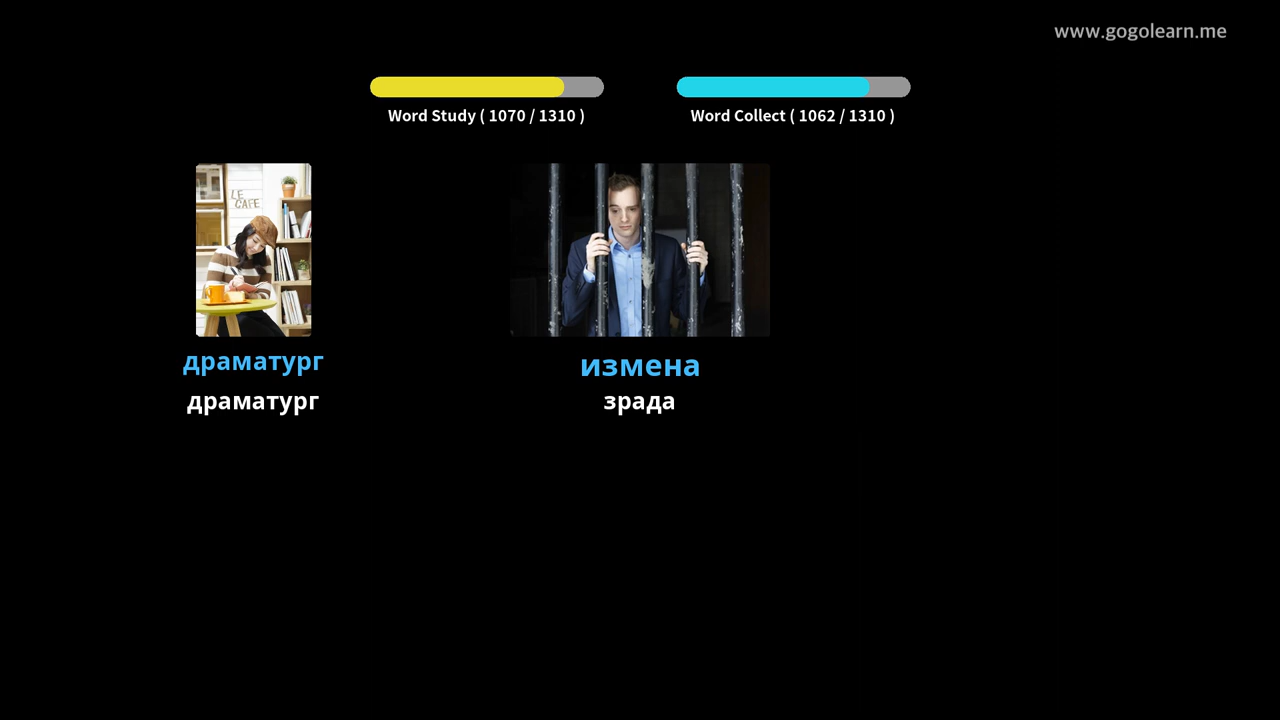 www.gogolearn.me
Word Study ( 1070 / 1310 )
Word Collect ( 1062 / 1310 )
LE CAFE
драматург
драматург
измена
зрада